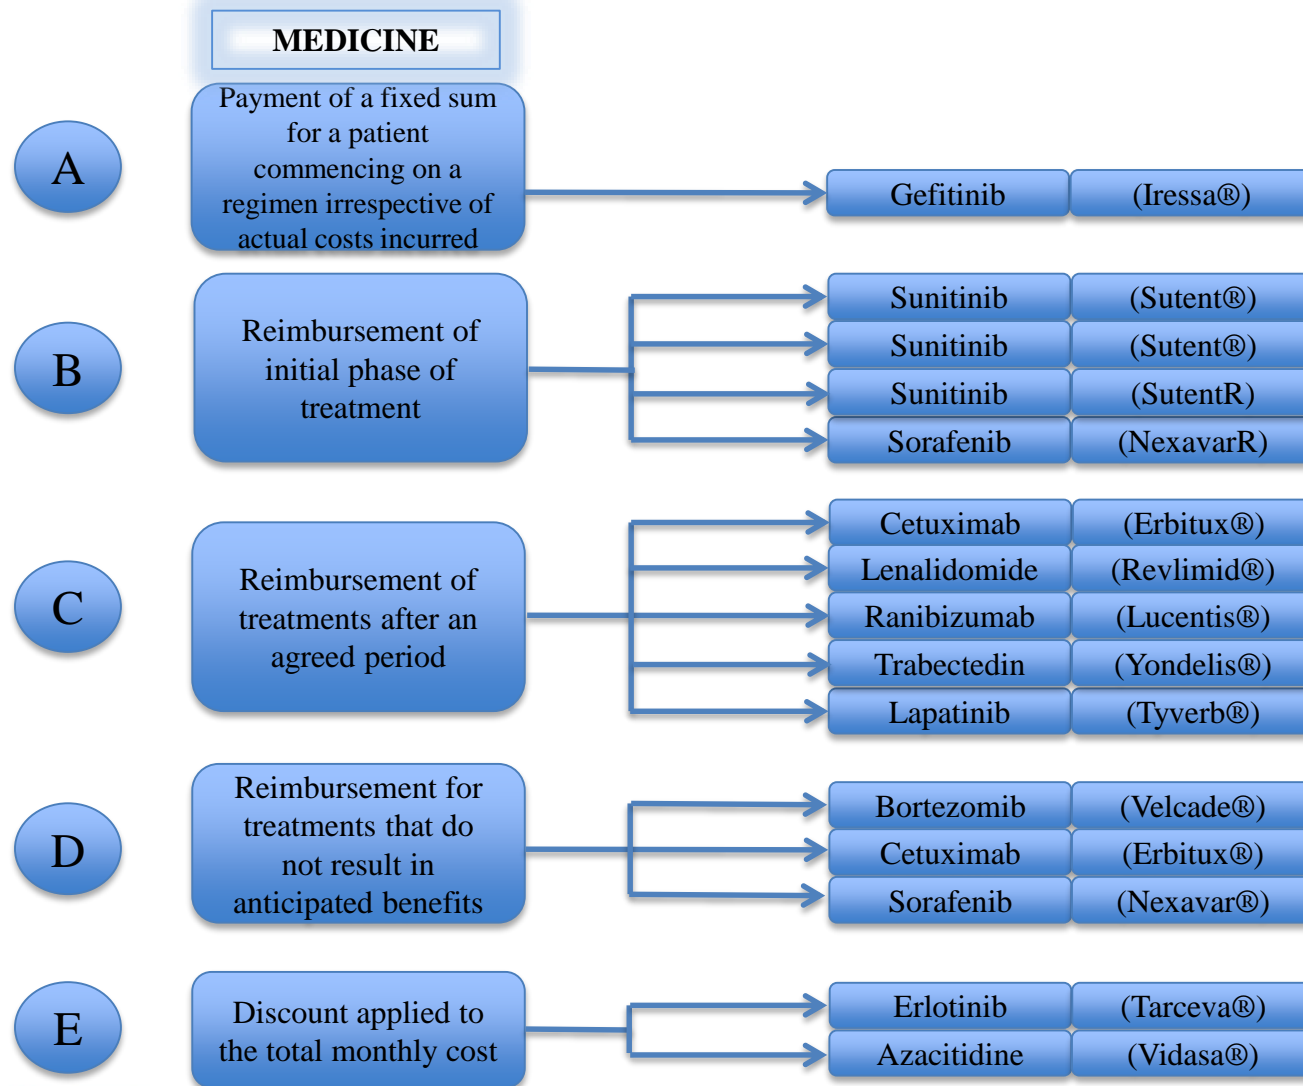 MEDICINE
A
Payment of a fixed sum
for a patient
commencing on a
regimen irrespective of
actual costs incurred
Gefitinib (Iressa®)
B
Reimbursement of
initial phase of
treatment
Sunitinib (Sutent®)
Sunitinib (Sutent®)
Sunitinib (SutentR)
Sorafenib (NexavarR)
C
Reimbursement of
treatments after an
agreed period
Cetuximab (Erbitux®)
Lenalidomide (Revlimid®)
Ranibizumab (Lucentis®)
Trabectedin (Yondelis®)
Lapatinib (Tyverb®)
D
Reimbursement for
treatments that do
not result in
anticipated benefits
Bortezomib (Velcade®)
Cetuximab (Erbitux®)
Sorafenib (Nexavar®)
E
Discount applied to
the total monthly cost
Erlotinib (Tarceva®)
Azacitidine (Vidasa®)